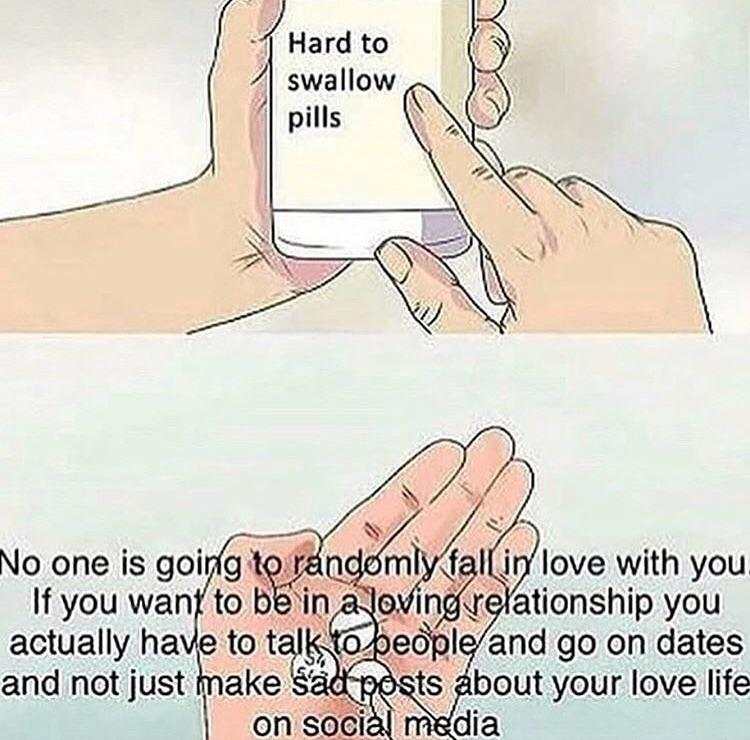 Hard to
swallow
pills
No one is going to randomly fall in love with you.
If you want to be in a loving relationship you
actually have to talk to people and go on dates
and not just make sad posts about your love life
on social media